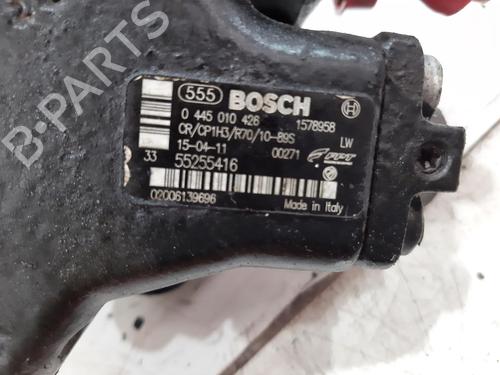 555 BOSCH
0 445 010 426 1578958
CR/CP1H3/R70/10-89S LW
15-04-11 00271 FPT
33 55255416
02006139696 Made in Italy
B-PARTS